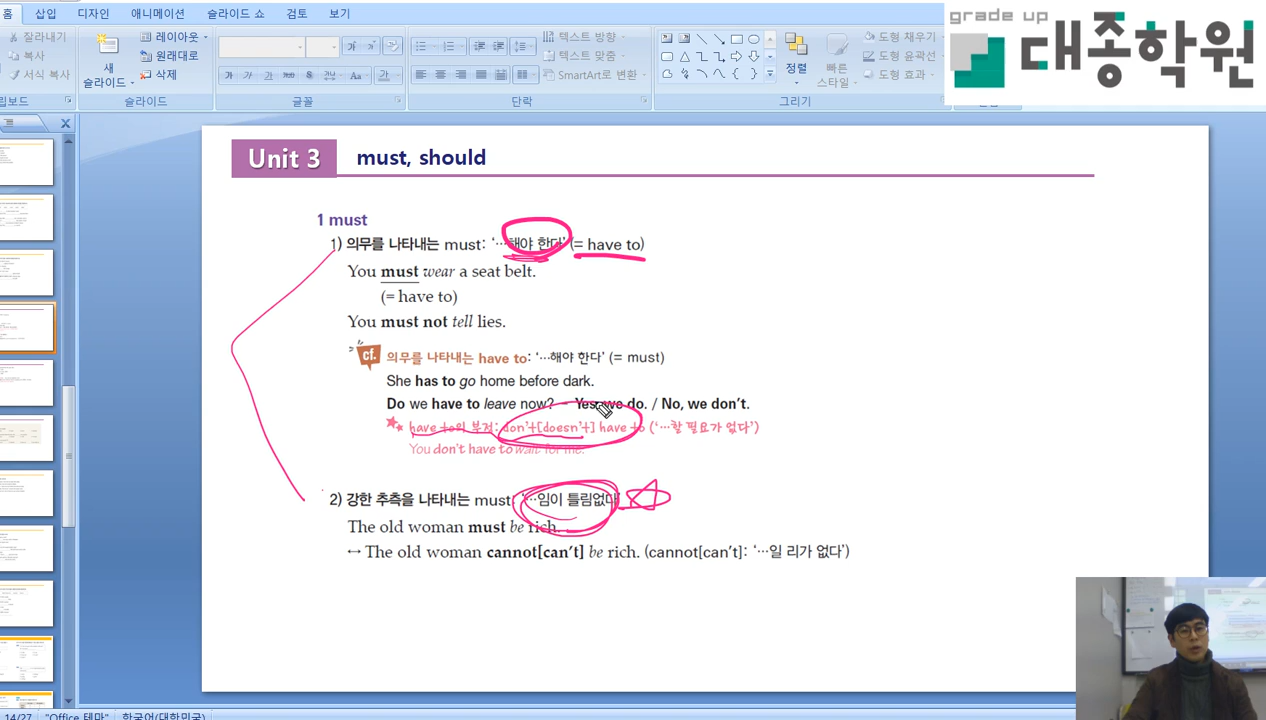 홈 삽입 디자인 애니메이션 슬라이드 쇼 검토 보기
grade up
대종학원
잘라내기
복사
서식 복사
새
슬라이드
레이아웃
원래대로
삭제
가 가 가 가 S 가 Aa 가
텍스트 방향
텍스트 맞춤
SmartArt로 변환
정렬
빠른
스타일
도형 채우기
도형 윤곽선
도형 효과
립보드 슬라이드 글꼴 단락 그리기
Unit 3 must, should
1 must
1) 의무를 나타내는 must: ‘…해야 한다’ (= have to)
You must wear a seat belt.
(= have to)
You must not tell lies.
cf. 의무를 나타내는 have to: ‘…해야 한다’ (= must)
She has to go home before dark.
Do we have to leave now? – Yes, we do. / No, we don’t.
have to의 부정: don’t[doesn’t] have to (‘…할 필요가 없다’)
You don’t have to wait for me.
2) 강한 추측을 나타내는 must: ‘…임이 틀림없다’
The old woman must be rich.
↔ The old woman cannot[can’t] be rich. (cannot[can’t]: ‘…일 리가 없다’)
14/27 "Office 테마" 한국어(대한민국)